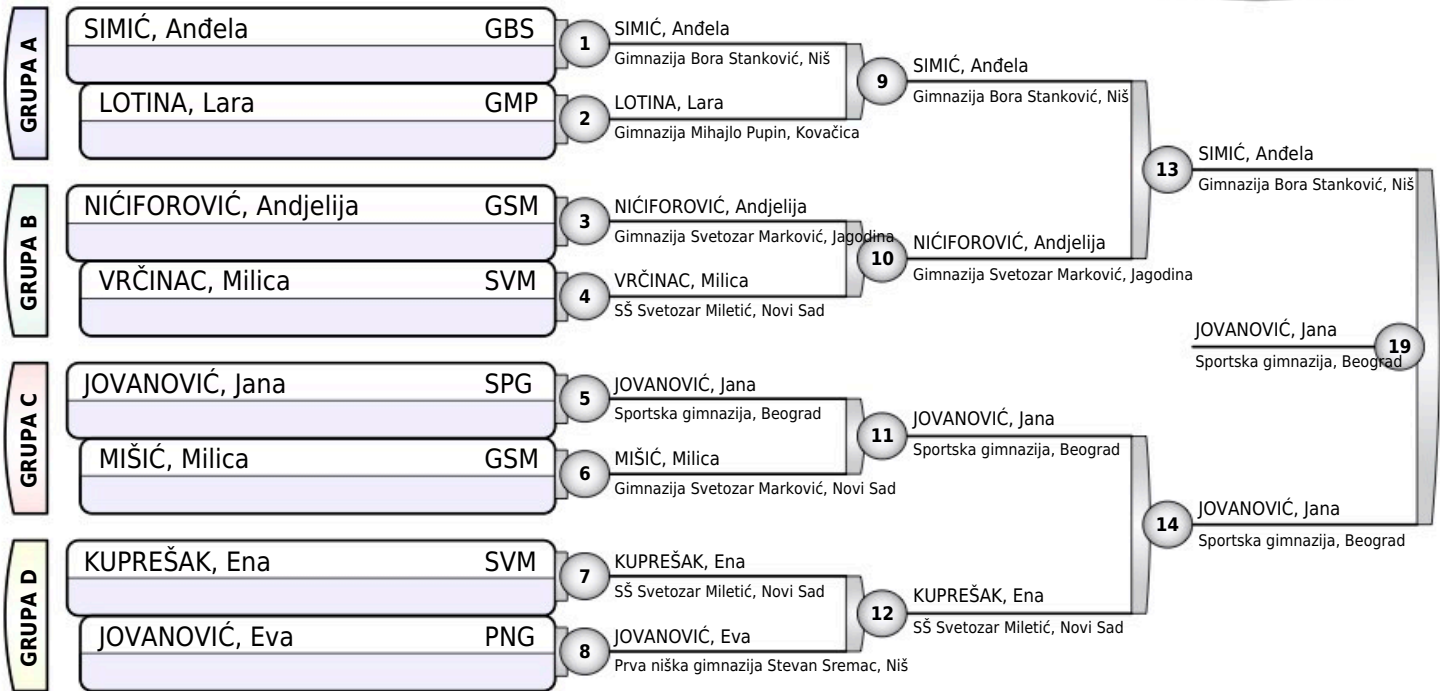 GRUPA A
SIMIĆ, Anđela GBS
LOTINA, Lara GMP
GRUPA B
NIĆIFOROVIĆ, Andjelija GSM
VRČINAC, Milica SVM
GRUPA C
JOVANOVIĆ, Jana SPG
MIŠIĆ, Milica GSM
GRUPA D
KUPREŠAK, Ena SVM
JOVANOVIĆ, Eva PNG
1
SIMIĆ, Anđela
Gimnazija Bora Stanković, Niš
2
LOTINA, Lara
Gimnazija Mihajlo Pupin, Kovačica
3
NIĆIFOROVIĆ, Andjelija
Gimnazija Svetozar Marković, Jagodina
4
VRČINAC, Milica
SŠ Svetozar Miletić, Novi Sad
5
JOVANOVIĆ, Jana
Sportska gimnazija, Beograd
6
MIŠIĆ, Milica
Gimnazija Svetozar Marković, Novi Sad
7
KUPREŠAK, Ena
SŠ Svetozar Miletić, Novi Sad
8
JOVANOVIĆ, Eva
Prva niška gimnazija Stevan Sremac, Niš
9
SIMIĆ, Anđela
Gimnazija Bora Stanković, Niš
10
NIĆIFOROVIĆ, Andjelija
Gimnazija Svetozar Marković, Jagodina
11
JOVANOVIĆ, Jana
Sportska gimnazija, Beograd
12
KUPREŠAK, Ena
SŠ Svetozar Miletić, Novi Sad
13
SIMIĆ, Anđela
Gimnazija Bora Stanković, Niš
14
JOVANOVIĆ, Jana
Sportska gimnazija, Beograd
JOVANOVIĆ, Jana
Sportska gimnazija, Beograd
19